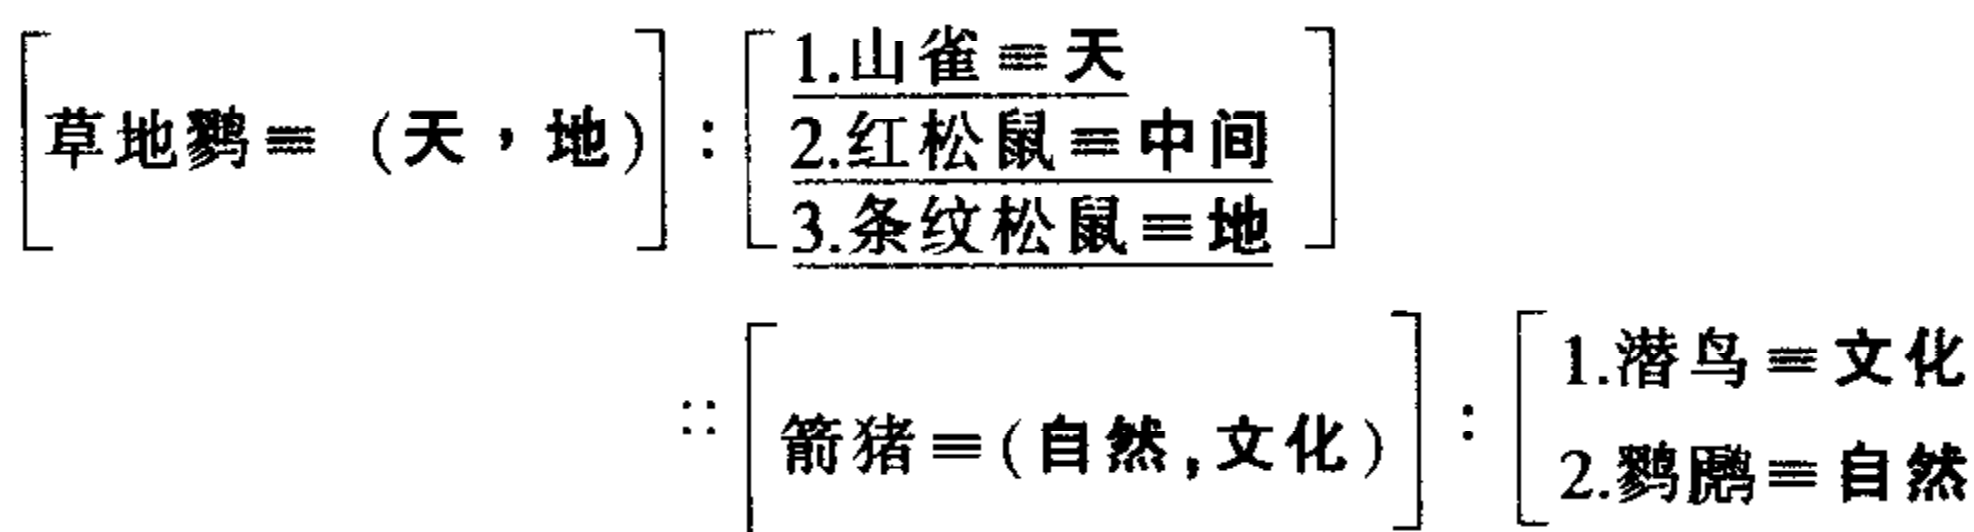 1.山雀≡天
草地鹨≡（天，地）：2.红松鼠≡中间
3.条纹松鼠≡地
1.潜鸟≡文化
∷箭猪≡(自然,文化)：
2.鹨鹏≡自然